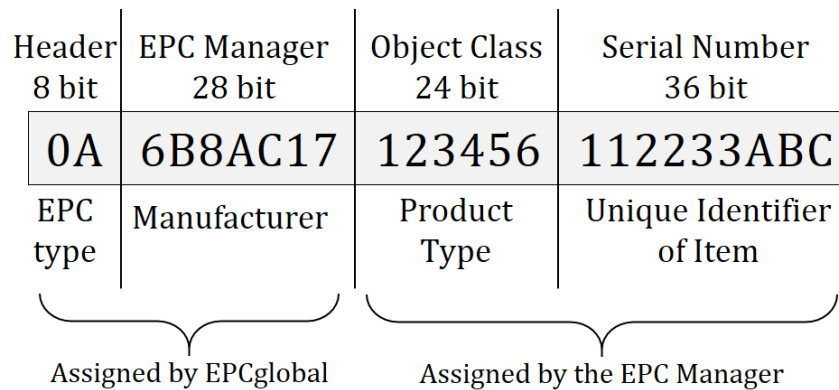 Header EPC Manager Object Class Serial Number
8 bit 28 bit 24 bit 36 bit
0A 6B8AC17 123456 112233ABC
EPC type
Manufacturer
Product Type
Unique Identifier of Item
Assigned by EPCglobal
Assigned by the EPC Manager